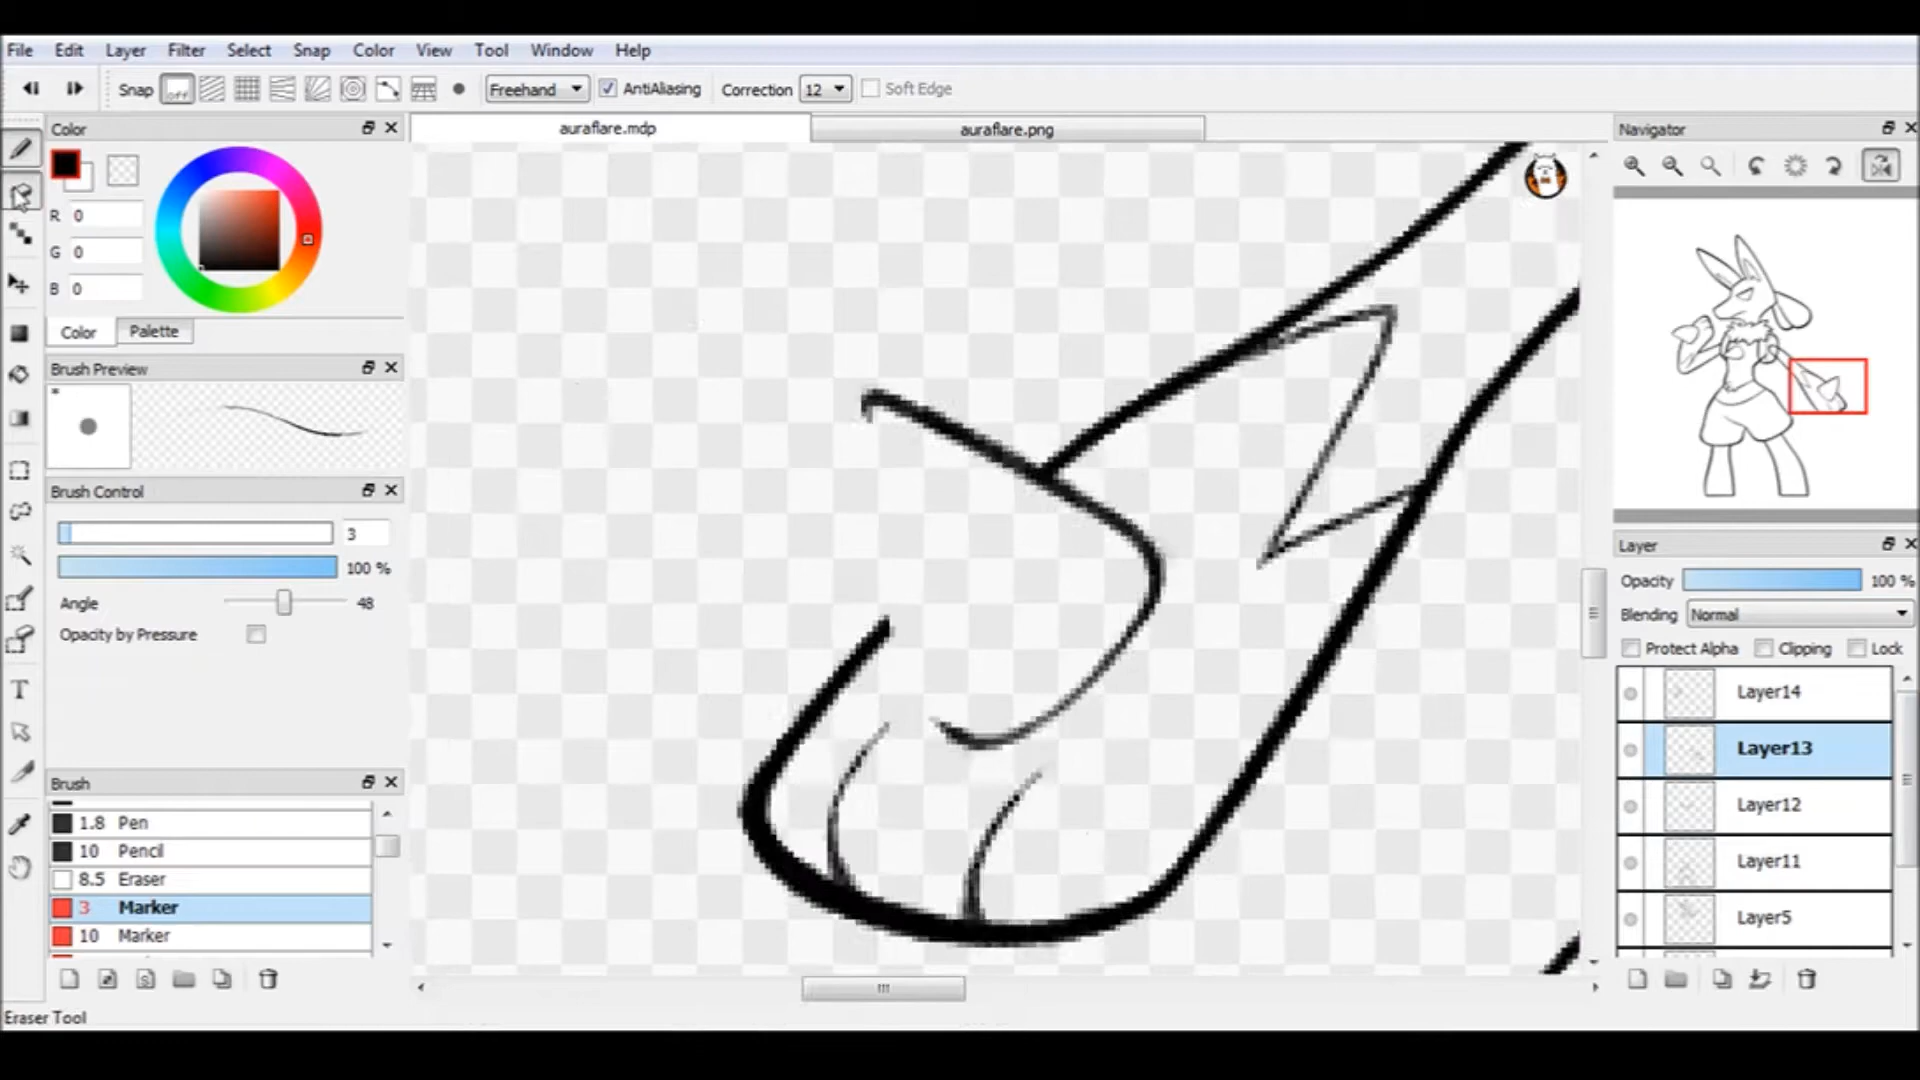 File Edit Layer Filter Select Snap Color View Tool Window Help
Snap off Freehand AntiAliasing Correction 12 Soft Edge
Color
auraflare.mdp
auraflare.png
Navigator
R 0
G 0
B 0
Color Palette
Brush Preview
Brush Control
3
100 %
Angle 48
Opacity by Pressure
Brush
1.8 Pen
10 Pencil
8.5 Eraser
3 Marker
10 Marker
Eraser Tool
Layer
Opacity 100 %
Blending Normal
Protect Alpha Clipping Lock
Layer14
Layer13
Layer12
Layer11
Layer5